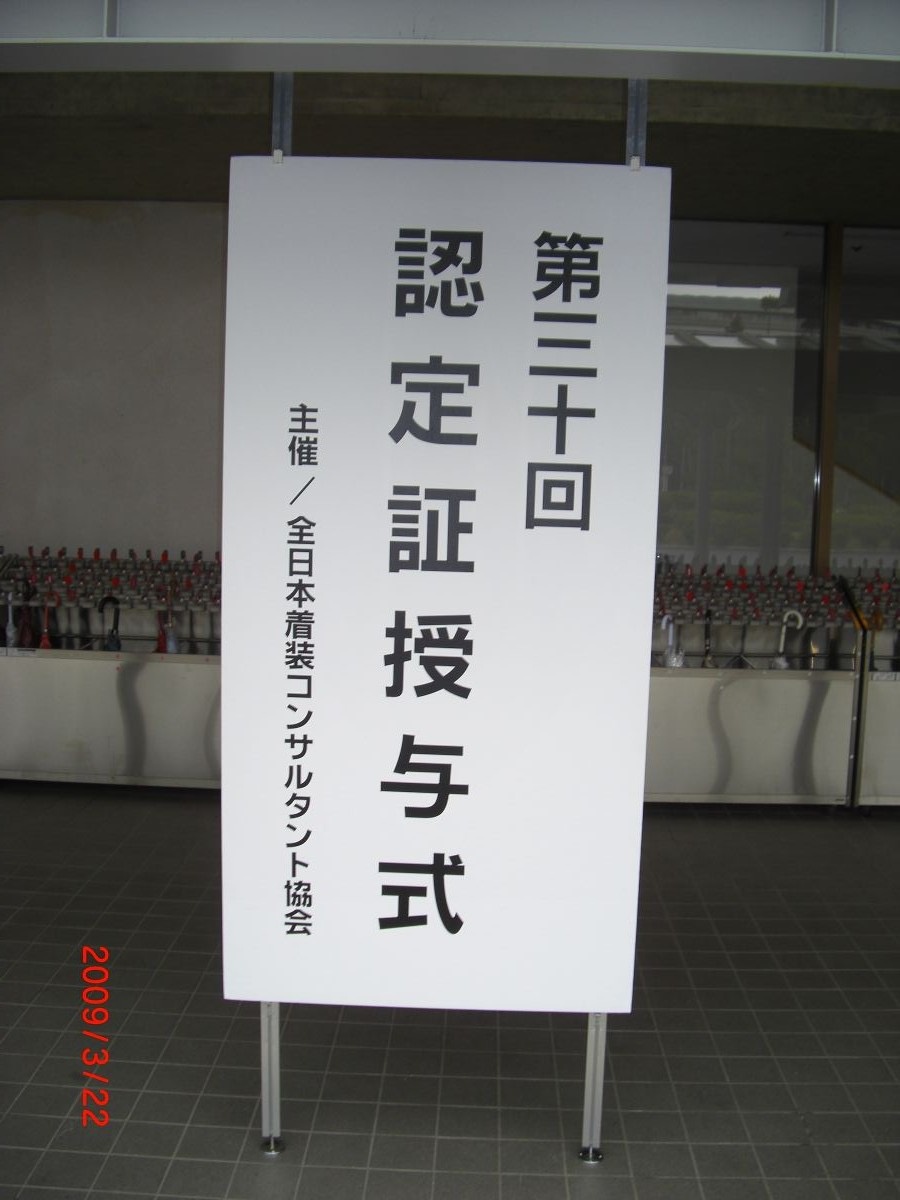 第三十回
認定証授与式
主催/全日本着装コンサルタント協会
2009/3/22